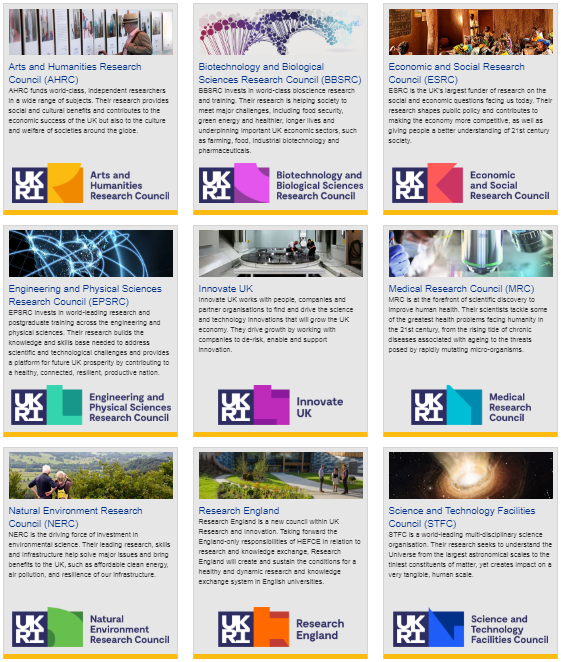 Arts and Humanities Research
Council (AHRC)
AHRC funds world-class, independent researchers
in a wide range of subjects. Their research provides
social and cultural benefits and contributes to the
economic success of the UK but also to the culture
and welfare of societies around the globe.
UK
RI
Arts and
Humanities
Research Council
Biotechnology and Biological
Sciences Research Council (BBSRC)
BBSRC invests in world-class bioscience research
and training. Their research is helping society to
meet major challenges, including food security,
green energy and healthier, longer lives and
underpinning important UK economic sectors, such
as farming, food, industrial biotechnology and
pharmaceuticals.
UK
RI
Biotechnology and
Biological Sciences
Research Council
Economic and Social Research
Council (ESRC)
ESRC is the UK's largest funder of research on the
social and economic questions facing us today. Their
research shapes public policy and contributes to
making the economy more competitive, as well as
giving people a better understanding of 21st century
society.
UK
RI
Economic
and Social
Research Council
Engineering and Physical Sciences
Research Council (EPSRC)
EPSRC invests in world-leading research and
postgraduate training across the engineering and
physical sciences. Their research builds the
knowledge and skills base needed to address
scientific and technological challenges and provides
a platform for future UK prosperity by contributing to
a healthy, connected, resilient, productive nation.
UK
RI
Engineering and
Physical Sciences
Research Council
Innovate UK
Innovate UK works with people, companies and
partner organisations to find and drive the science
and technology innovations that will grow the UK
economy. They drive growth by working with
companies to de-risk, enable and support
innovation.
UK
RI
Innovate
UK
Medical Research Council (MRC)
MRC is at the forefront of scientific discovery to
improve human health. Their scientists tackle some
of the greatest health problems facing humanity in
the 21st century, from the rising tide of chronic
diseases associated with ageing to the threats
posed by rapidly mutating micro-organisms.
UK
RI
Medical
Research
Council
Natural Environment Research
Council (NERC)
NERC is the driving force of investment in
environmental science. Their leading research, skills
and infrastructure help solve major issues and bring
benefits to the UK, such as affordable clean energy,
air pollution, and resilience of our infrastructure.
UK
RI
Natural
Environment
Research Council
Research England
Research England is a new council within UK
Research and Innovation. Taking forward the
England-only responsibilities of HEFCE in relation to
research and knowledge exchange, Research
England will create and sustain the conditions for a
healthy and dynamic research and knowledge
exchange system in English universities.
UK
RI
Research
England
Science and Technology Facilities
Council (STFC)
STFC is a world-leading multi-disciplinary science
organisation. Their research seeks to understand the
Universe from the largest astronomical scales to the
tiniest constituents of matter, yet creates impact on a
very tangible, human scale.
UK
RI
Science and
Technology
Facilities Council